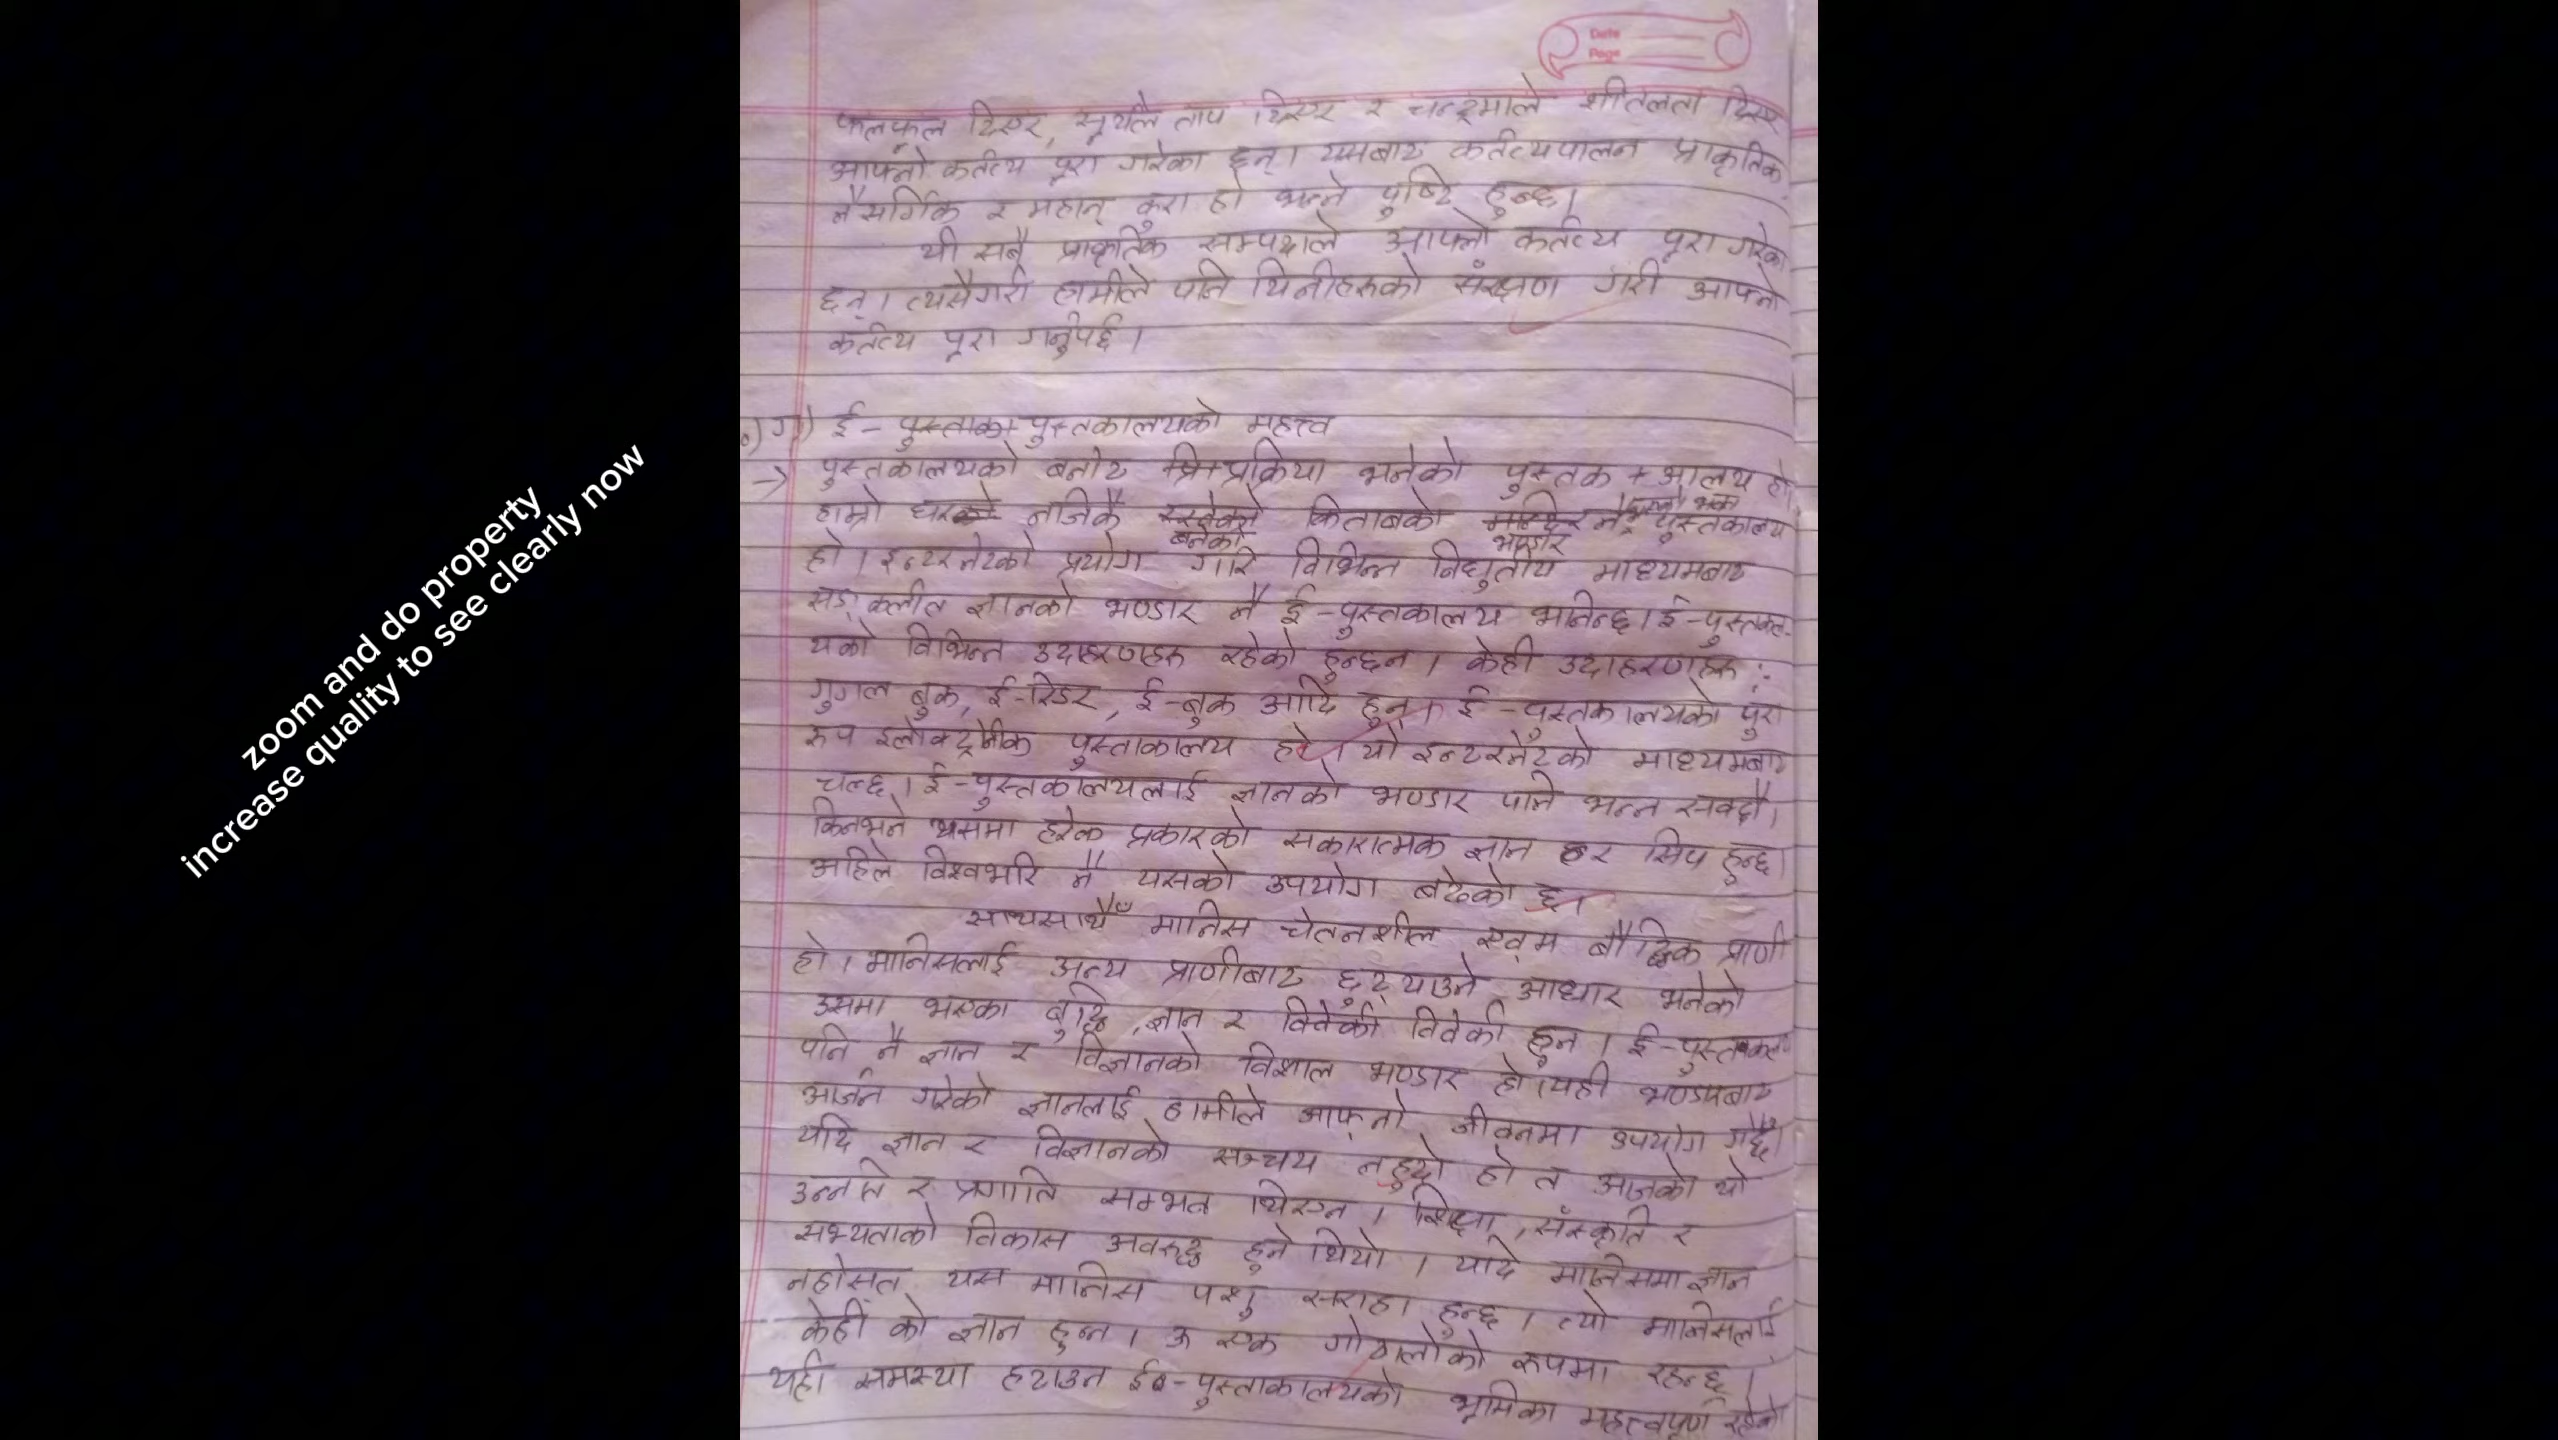 Date
Page
फलफूल दिएर, सूर्यले ताप दिएर र चन्द्रमाले शीतलता दिएर
आफ्नो कर्तव्य पूरा गरेका छन्। यसबाट कर्तव्यपालन प्राकृतिक
नैसर्गिक र महान् कुरा हो भन्ने पुष्टि हुन्छ।
यी सबै प्राकृतिक सम्पदाले आफ्नो कर्तव्य पूरा गरेका
छन्। त्यसैगरी हामीले पनि यिनीहरुको संरक्षण गरी आफ्नो
कर्तव्य पूरा गर्नुपर्छ।
ग) ई-पुस्तका पुस्तकालयको महत्त्व
→ पुस्तकालयको बनोट प्रक्रिया भनेको पुस्तक + आलय हो
हाम्रो घर नजिकै बनेको किताबको भण्डार नै पुस्तकालय
हो। इन्टरनेटको प्रयोग गरि विभिन्न विधुतीय माध्यमबाट
सङ्कलीत ज्ञानको भण्डार नै ई-पुस्तकालय भनिन्छ। ई-पुस्तकाल-
यको विभिन्न उदाहरणहरु रहेको हुन्छन। केही उदाहरणहरु :
गुगल बुक, ई-रिडर, ई-बुक आदि हुन्। ई-पुस्तकालयको पुरा
रुप इलेक्ट्रोनीक पुस्ताकालय हो। यो इन्टरनेटको माध्यमबाट
चल्छ। ई-पुस्तकालयलाई ज्ञानको भण्डार पनि भन्न सक्दौ।
किनभने यसमा हरेक प्रकारको सकारात्मक ज्ञान र सिप हुन्छ।
अहिले विश्वभरि नै यसको उपयोग बढेको छ।
साथसाथैँ मानिस चेतनशील एवम बौद्धिक प्राणी
हो। मानिसलाई अन्य प्राणीबाट छुट्याउने आधार भनेको
उसमा भएका बुद्धि, ज्ञान र विवेकी विवेकी हुन। ई-पुस्तकालय
पनि नै ज्ञान र विज्ञानको विशाल भण्डार हो। यही भण्डारबाट
आर्जन गरेको ज्ञानलाई हामीले आफ्नो जीवनमा उपयोग गर्छौ।
यदि ज्ञान र विज्ञानको सञ्चय नहुदो हो त आजको यो
उन्नति र प्रगाति सम्भव थिएन। शिक्षा, संस्कृति र
सभ्यताको विकास अवरुद्ध हुने थियो। यदि मानिसमा ज्ञान
नहोस्त यस मानिस पशु सराहा हुन्छ। त्यो मानिसलाई
केही को ज्ञान हुन्न। ऊ एक गोठालोको रुपमा रहन्छ।
यही समस्या हटाउन ई-पुस्ताकालयको भूमिका महत्त्वपूर्ण रहेको
zoom and do property
increase quality to see clearly now